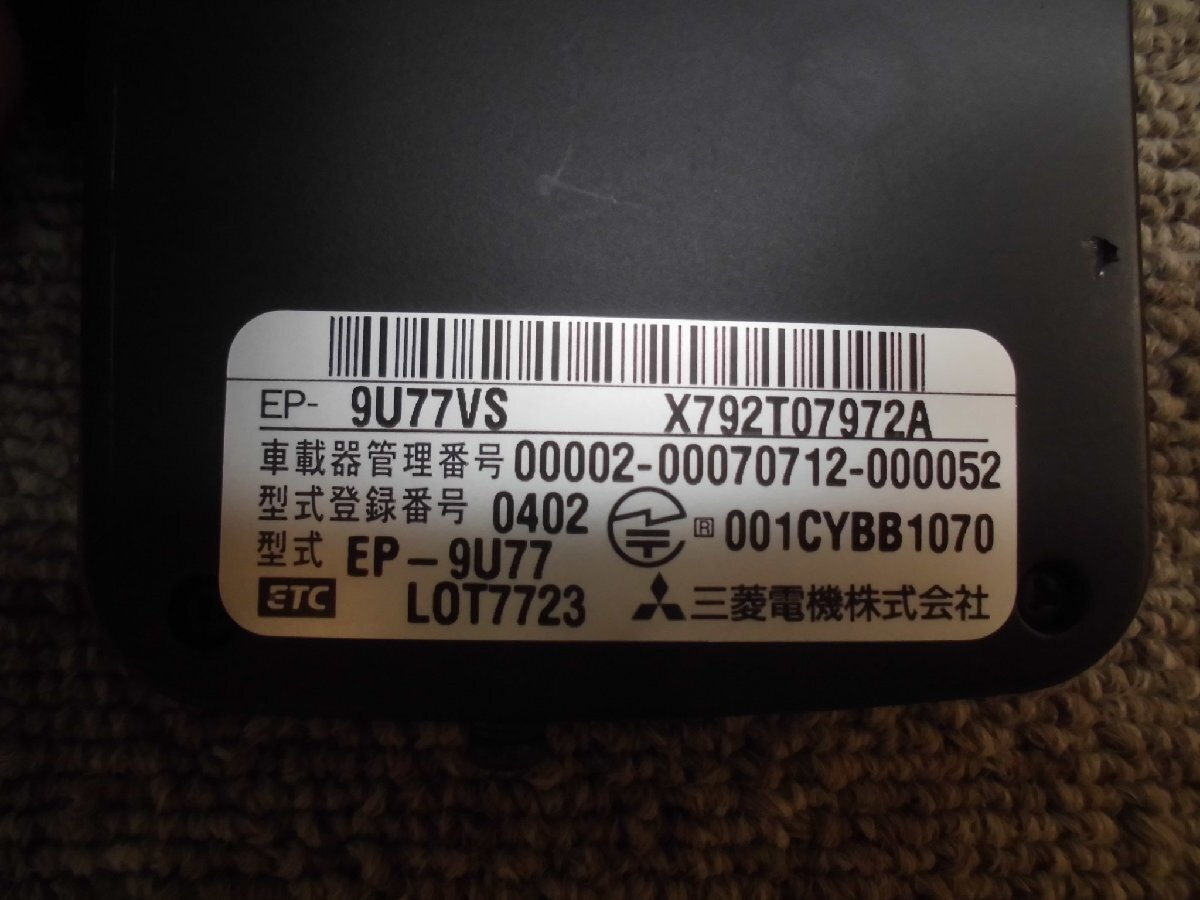 EP- 9U77VS X792T07972A
車載器管理番号 00002-00070712-000052
型式登録番号 0402 R 001CYBB1070
型式 EP-9U77
ETC LOT7723 三菱電機株式会社